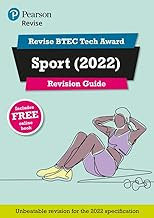 Pearson
Revise
Revise BTEC Tech Award
Sport (2022)
Revision Guide
Includes
FREE
online
book
Unbeatable revision for the 2022 specification